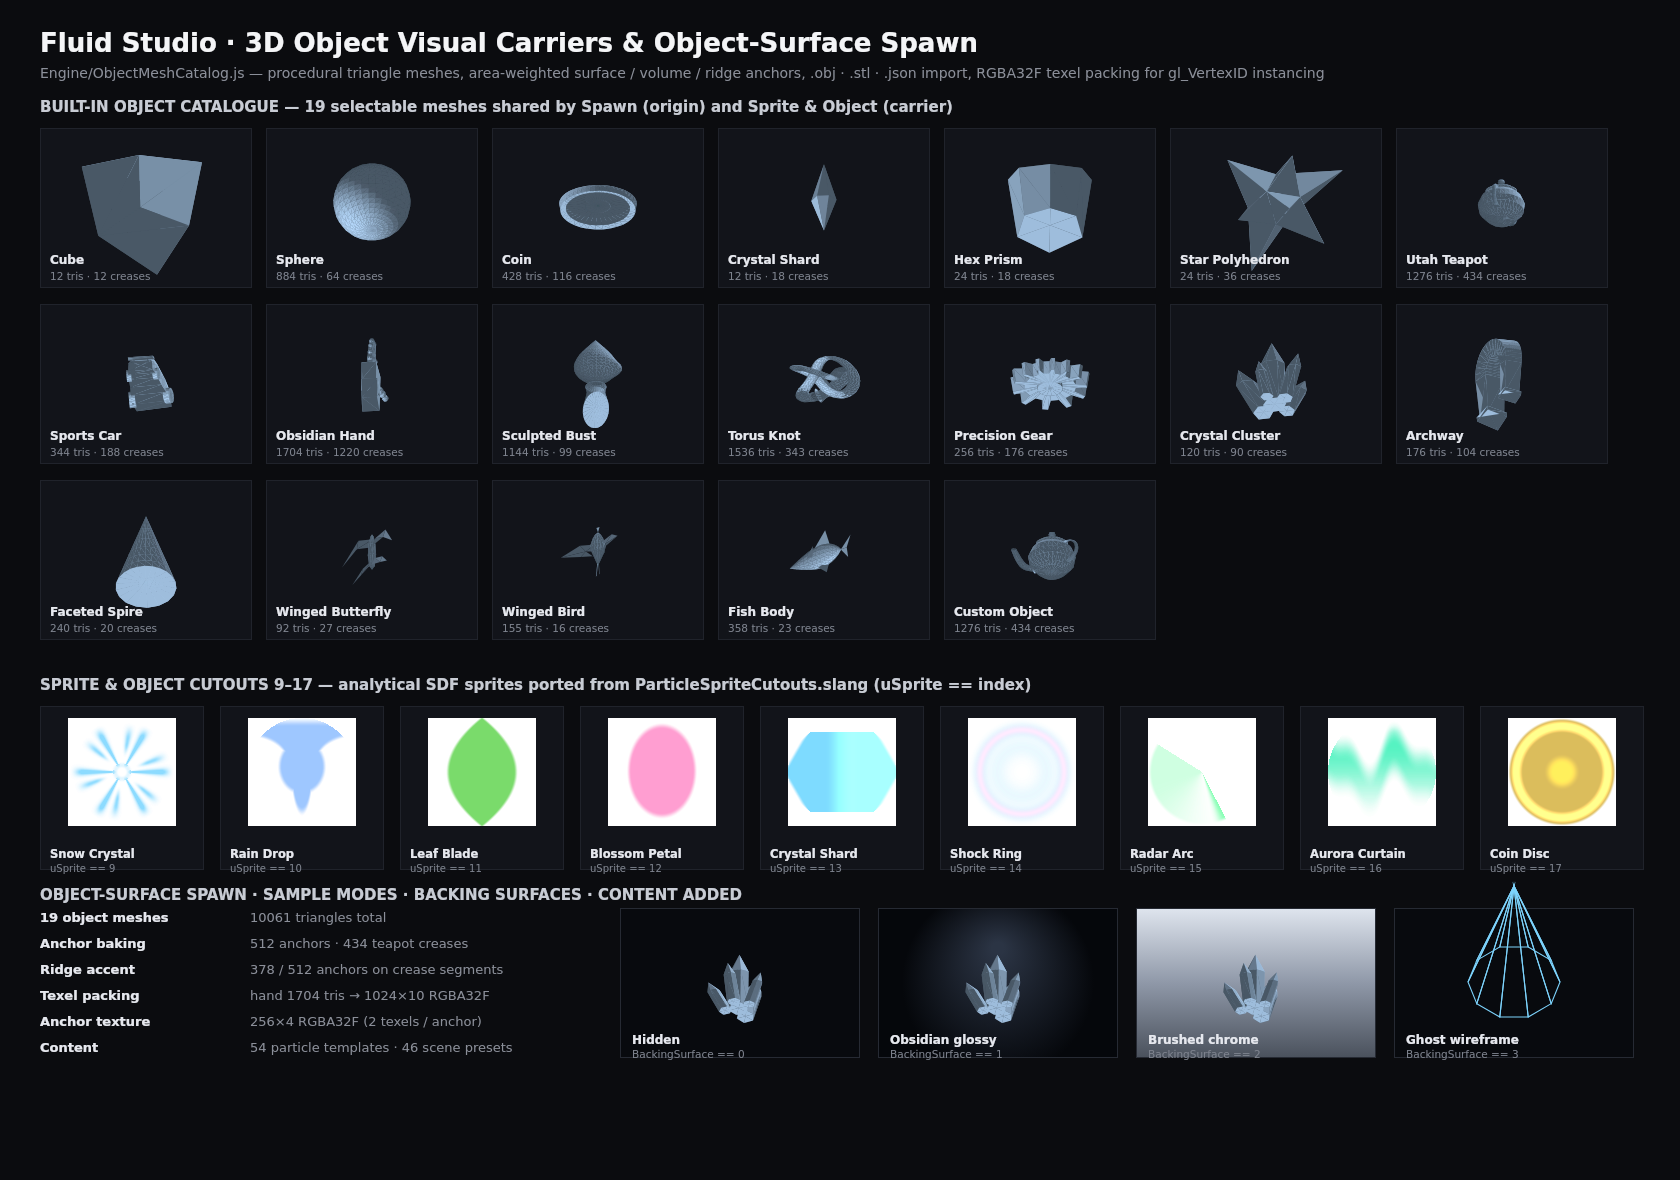 Fluid Studio · 3D Object Visual Carriers & Object-Surface Spawn
Engine/ObjectMeshCatalog.js — procedural triangle meshes, area-weighted surface / volume / ridge anchors, .obj · .stl · .json import, RGBA32F texel packing for gl_VertexID instancing
BUILT-IN OBJECT CATALOGUE — 19 selectable meshes shared by Spawn (origin) and Sprite & Object (carrier)
Cube
12 tris · 12 creases
Sphere
884 tris · 64 creases
Coin
428 tris · 116 creases
Crystal Shard
12 tris · 18 creases
Hex Prism
24 tris · 18 creases
Star Polyhedron
24 tris · 36 creases
Utah Teapot
1276 tris · 434 creases
Sports Car
344 tris · 188 creases
Obsidian Hand
1704 tris · 1220 creases
Sculpted Bust
1144 tris · 99 creases
Torus Knot
1536 tris · 343 creases
Precision Gear
256 tris · 176 creases
Crystal Cluster
120 tris · 90 creases
Archway
176 tris · 104 creases
Faceted Spire
240 tris · 20 creases
Winged Butterfly
92 tris · 27 creases
Winged Bird
155 tris · 16 creases
Fish Body
358 tris · 23 creases
Custom Object
1276 tris · 434 creases
SPRITE & OBJECT CUTOUTS 9–17 — analytical SDF sprites ported from ParticleSpriteCutouts.slang (uSprite == index)
Snow Crystal
uSprite == 9
Rain Drop
uSprite == 10
Leaf Blade
uSprite == 11
Blossom Petal
uSprite == 12
Crystal Shard
uSprite == 13
Shock Ring
uSprite == 14
Radar Arc
uSprite == 15
Aurora Curtain
uSprite == 16
Coin Disc
uSprite == 17
OBJECT-SURFACE SPAWN · SAMPLE MODES · BACKING SURFACES · CONTENT ADDED
19 object meshes 10061 triangles total
Anchor baking 512 anchors · 434 teapot creases
Ridge accent 378 / 512 anchors on crease segments
Texel packing hand 1704 tris → 1024×10 RGBA32F
Anchor texture 256×4 RGBA32F (2 texels / anchor)
Content 54 particle templates · 46 scene presets
Hidden
BackingSurface == 0
Obsidian glossy
BackingSurface == 1
Brushed chrome
BackingSurface == 2
Ghost wireframe
BackingSurface == 3